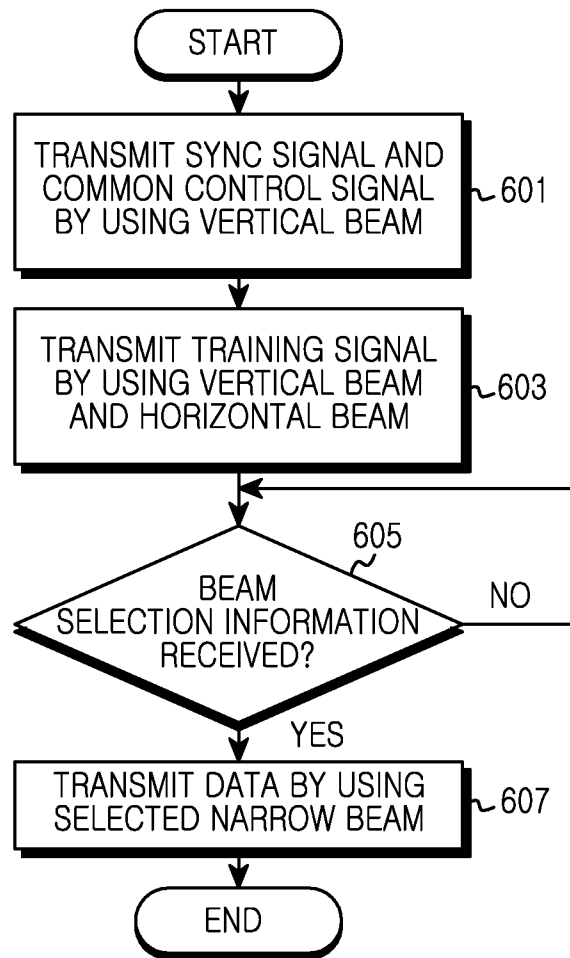 START
TRANSMIT SYNC SIGNAL AND
COMMON CONTROL SIGNAL
BY USING VERTICAL BEAM
601
TRANSMIT TRAINING SIGNAL
BY USING VERTICAL BEAM
AND HORIZONTAL BEAM
603
605
BEAM
SELECTION INFORMATION
RECEIVED?
NO
YES
TRANSMIT DATA BY USING
SELECTED NARROW BEAM
607
END